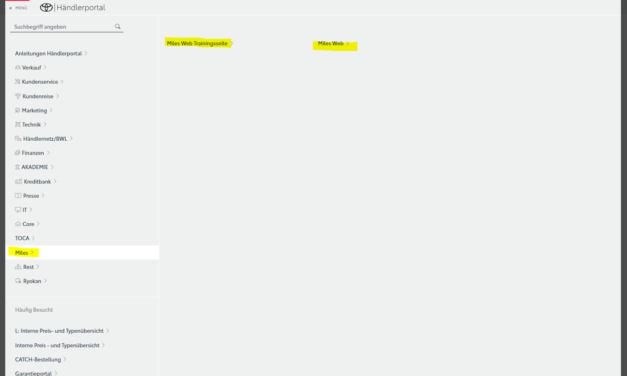 MENÜ
Händlerportal
Suchbegriff angeben
Miles Web Trainingsseite
Miles Web
Anleitungen Händlerportal
Verkauf
Kundenservice
Kundenreise
Marketing
Technik
Händlernetz/BWL
Finanzen
AKADEMIE
Kreditbank
Presse
IT
Core
TOCA
Miles
Rest
Ryokan
Häufig Besucht
L: Interne Preis- und Typenübersicht
Interne Preis - und Typenübersicht
CATCH-Bestellung
Garantieportal